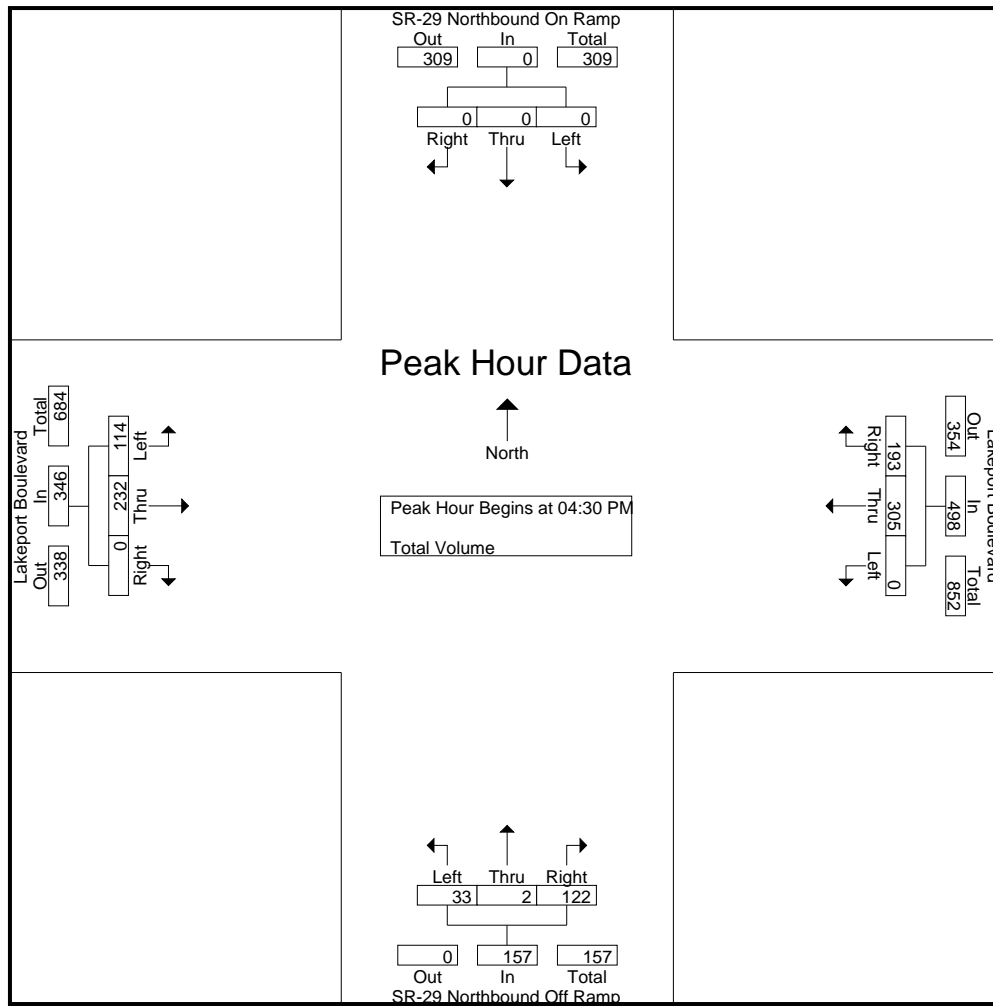 SR-29 Northbound On Ramp
Out In Total
309 0 309
0 0 0
Right Thru Left
Peak Hour Data
North
Peak Hour Begins at 04:30 PM
Total Volume
Lakeport Boulevard
Out In Total
338 346 684
Right Thru Left
0 232 114
Lakeport Boulevard
Out In Total
354 498 852
Right Thru Left
193 305 0
Left Thru Right
33 2 122
0 157 157
Out In Total
SR-29 Northbound Off Ramp